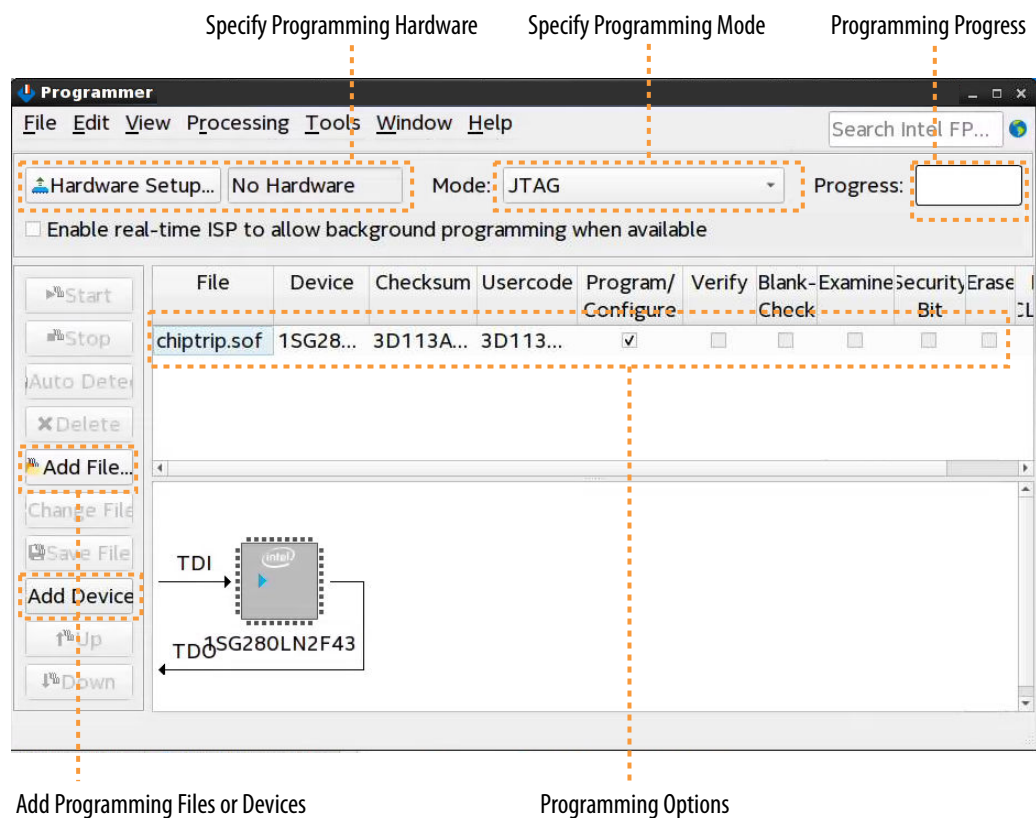 Specify Programming Hardware Specify Programming Mode Programming Progress
Programmer
File Edit View Processing Tools Window Help Search Intel FP...
Hardware Setup... No Hardware Mode: JTAG Progress:
Enable real-time ISP to allow background programming when available
File Device Checksum Usercode Program/ Verify Blank- Examine Security Erase
Configure Check Bit
chiptrip.sof 1SG28... 3D113A... 3D113...
Start
Stop
Auto Dete
Delete
Add File...
Change File
Save File
Add Device
Up
Down
TDI
intel
1SG280LN2F43
TDO
Add Programming Files or Devices Programming Options